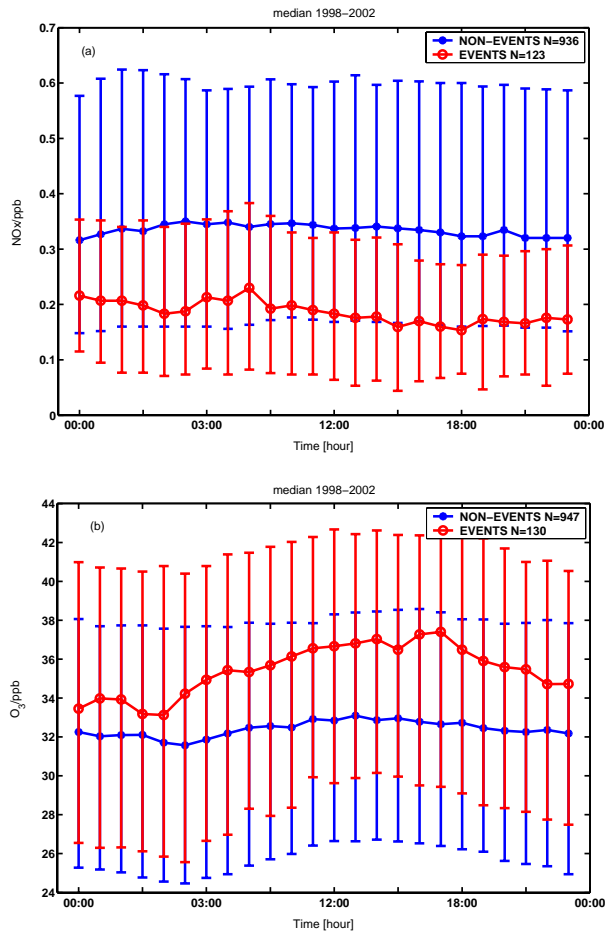 median 1998−2002
0.7
(a)
NON−EVENTS N=936
EVENTS N=123
0.6
0.5
0.4
NOx/ppb
0.3
0.2
0.1
0
00:00 03:00 12:00 18:00 00:00
Time [hour]
median 1998−2002
44
(b)
NON−EVENTS N=947
EVENTS N=130
42
40
38
36
O3/ppb
34
32
30
28
26
24
00:00 03:00 12:00 18:00 00:00
Time [hour]